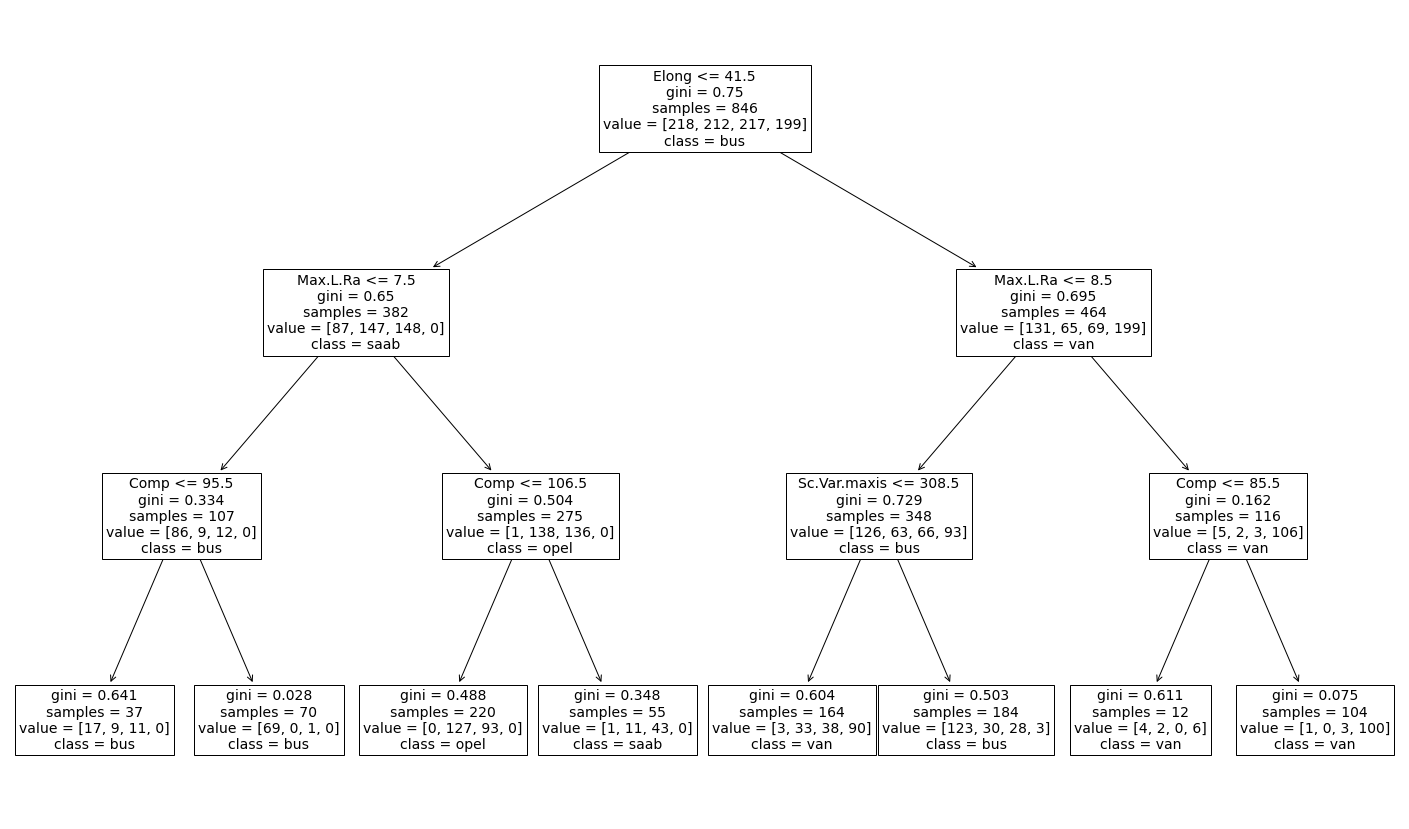 Elong <= 41.5
gini = 0.75
samples = 846
value = [218, 212, 217, 199]
class = bus
Max.L.Ra <= 7.5
gini = 0.65
samples = 382
value = [87, 147, 148, 0]
class = saab
Max.L.Ra <= 8.5
gini = 0.695
samples = 464
value = [131, 65, 69, 199]
class = van
Comp <= 95.5
gini = 0.334
samples = 107
value = [86, 9, 12, 0]
class = bus
Comp <= 106.5
gini = 0.504
samples = 275
value = [1, 138, 136, 0]
class = opel
Sc.Var.maxis <= 308.5
gini = 0.729
samples = 348
value = [126, 63, 66, 93]
class = bus
Comp <= 85.5
gini = 0.162
samples = 116
value = [5, 2, 3, 106]
class = van
gini = 0.641
samples = 37
value = [17, 9, 11, 0]
class = bus
gini = 0.028
samples = 70
value = [69, 0, 1, 0]
class = bus
gini = 0.488
samples = 220
value = [0, 127, 93, 0]
class = opel
gini = 0.348
samples = 55
value = [1, 11, 43, 0]
class = saab
gini = 0.604
samples = 164
value = [3, 33, 38, 90]
class = van
gini = 0.503
samples = 184
value = [123, 30, 28, 3]
class = bus
gini = 0.611
samples = 12
value = [4, 2, 0, 6]
class = van
gini = 0.075
samples = 104
value = [1, 0, 3, 100]
class = van